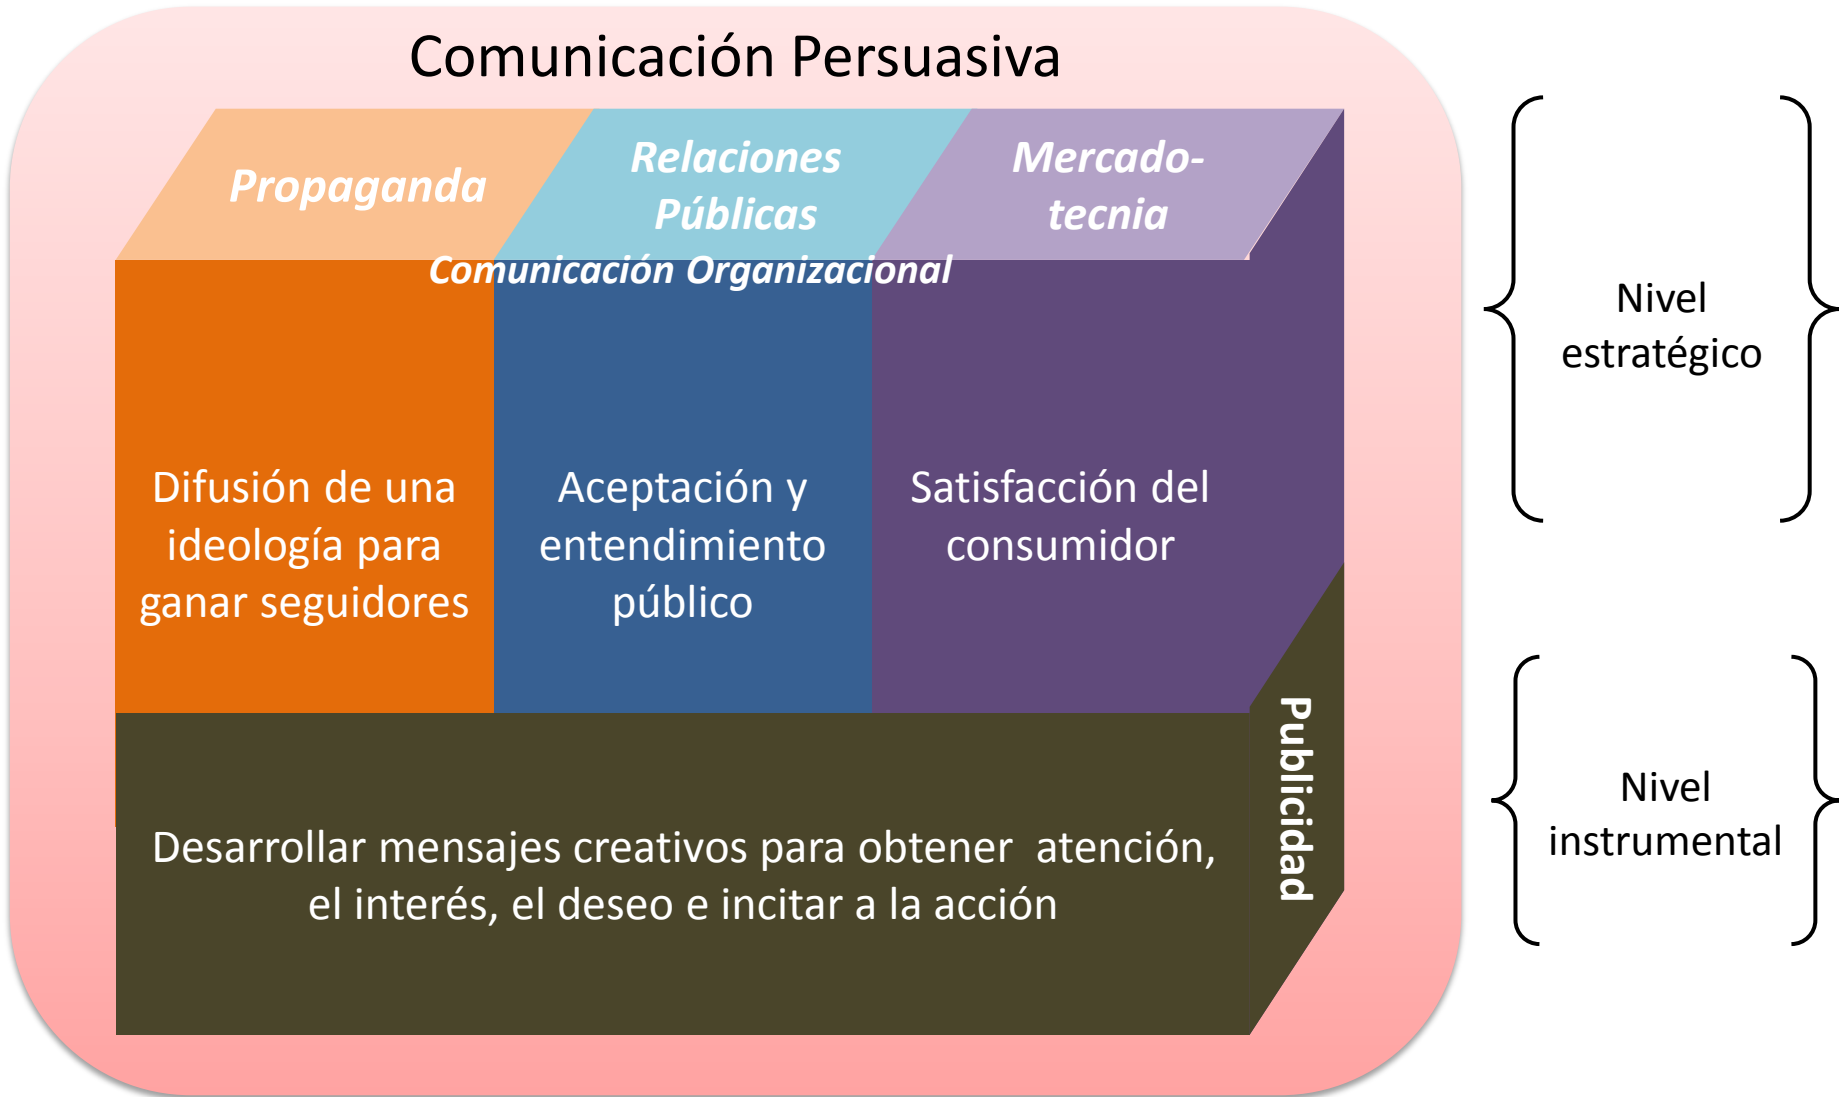 Comunicación Persuasiva
Propaganda
Relaciones
Públicas
Mercado-
tecnia
Comunicación Organizacional
Difusión de una
ideología para
ganar seguidores
Aceptación y
entendimiento
público
Satisfacción del
consumidor
Desarrollar mensajes creativos para obtener  atención,
el interés, el deseo e incitar a la acción
Publicidad
Nivel
estratégico
Nivel
instrumental